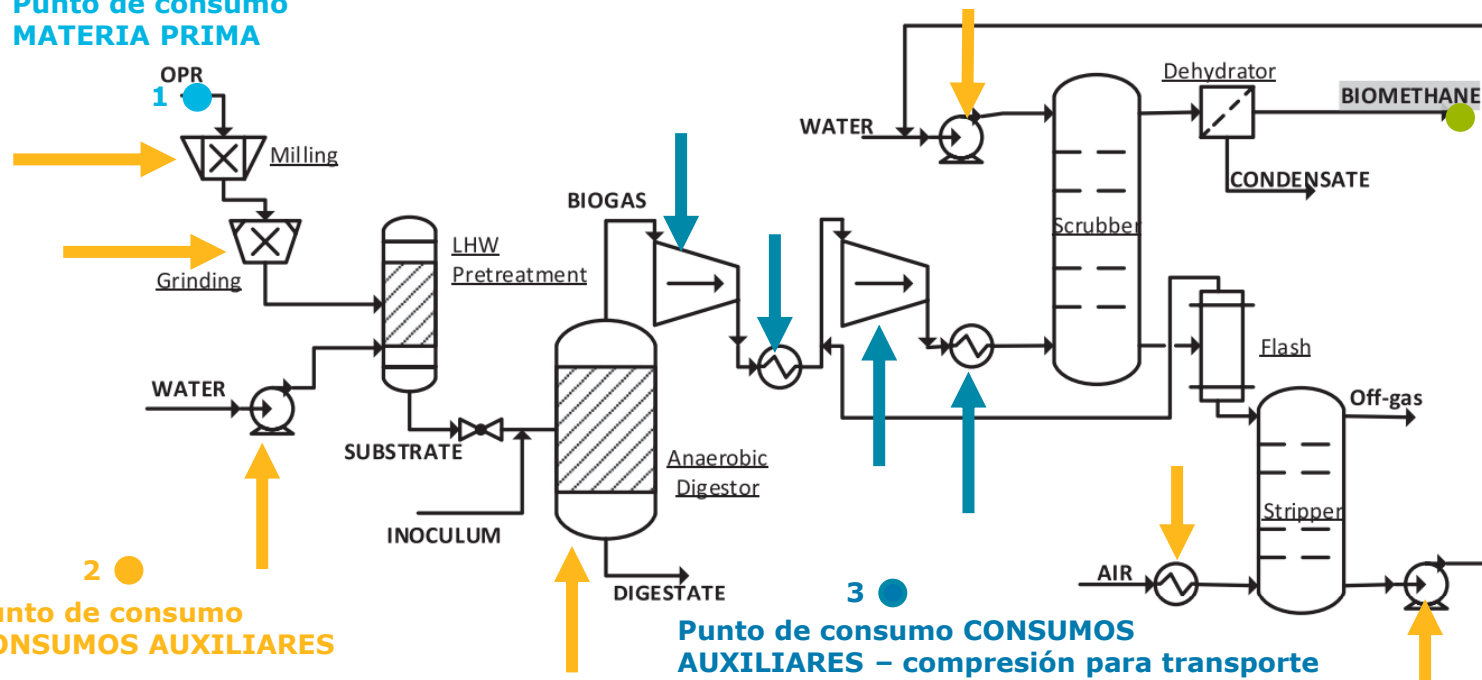 Punto de consumo
MATERIA PRIMA
OPR
1
Milling
Grinding
LHW
Pretreatment
WATER
SUBSTRATE
INOCULUM
BIOGAS
Anaerobic
Digestor
DIGESTATE
WATER
Scrubber
Dehydrator
BIOMETHANE
CONDENSATE
Flash
Off-gas
Stripper
AIR
2
unto de consumo
ONSUMOS AUXILIARES
3
Punto de consumo CONSUMOS
AUXILIARES – compresión para transporte